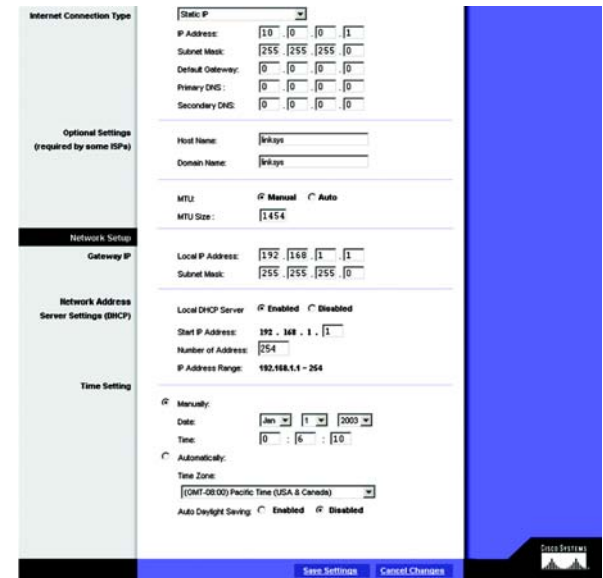 Internet Connection Type
Static IP
IP Address: 10 . 0 . 0 . 1
Subnet Mask: 255 . 255 . 255 . 0
Default Gateway: 0 . 0 . 0 . 0
Primary DNS : 0 . 0 . 0 . 0
Secondary DNS: 0 . 0 . 0 . 0
Optional Settings
(required by some ISPs)
Host Name: linksys
Domain Name: linksys
MTU: Manual Auto
MTU Size : 1454
Network Setup
Gateway IP
Local IP Address: 192 . 168 . 1 . 1
Subnet Mask: 255 . 255 . 255 . 0
Network Address
Server Settings (DHCP)
Local DHCP Server Enabled Disabled
Start IP Address: 192 . 168 . 1 . 1
Number of Address: 254
IP Address Range: 192.168.1.1 ~ 254
Time Setting
Manually:
Date: Jan 1 2003
Time: 0 : 6 : 10
Automatically:
Time Zone:
(GMT-08:00) Pacific Time (USA & Canada)
Auto Daylight Saving: Enabled Disabled
Save Settings Cancel Changes
CISCO SYSTEMS